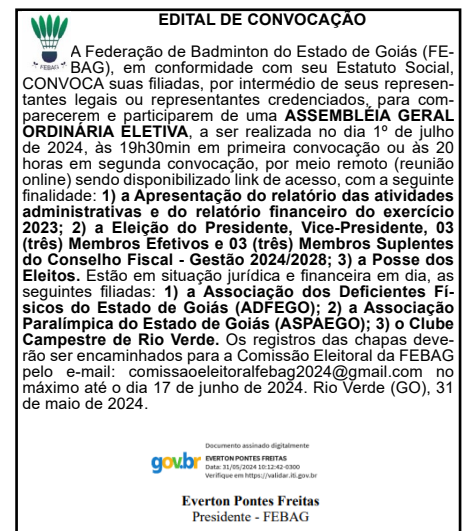 EDITAL DE CONVOCAÇÃO
A Federação de Badminton do Estado de Goiás (FE-
FEBAG
BAG), em conformidade com seu Estatuto Social,
CONVOCA suas filiadas, por intermédio de seus represen-
tantes legais ou representantes credenciados, para com-
parecerem e participarem de uma ASSEMBLÉIA GERAL
ORDINÁRIA ELETIVA, a ser realizada no dia 1º de julho
de 2024, às 19h30min em primeira convocação ou às 20
horas em segunda convocação, por meio remoto (reunião
online) sendo disponibilizado link de acesso, com a seguinte
finalidade: 1) a Apresentação do relatório das atividades
administrativas e do relatório financeiro do exercício
2023; 2) a Eleição do Presidente, Vice-Presidente, 03
(três) Membros Efetivos e 03 (três) Membros Suplentes
do Conselho Fiscal - Gestão 2024/2028; 3) a Posse dos
Eleitos. Estão em situação jurídica e financeira em dia, as
seguintes filiadas: 1) a Associação dos Deficientes Fí-
sicos do Estado de Goiás (ADFEGO); 2) a Associação
Paralímpica do Estado de Goiás (ASPAEGO); 3) o Clube
Campestre de Rio Verde. Os registros das chapas deve-
rão ser encaminhados para a Comissão Eleitoral da FEBAG
pelo e-mail: comissaoeleitoralfebag2024@gmail.com no
máximo até o dia 17 de junho de 2024. Rio Verde (GO), 31
de maio de 2024.
gov.br
Documento assinado digitalmente
EVERTON PONTES FREITAS
Data: 31/05/2024 10:12:42-0300
Verifique em https://validar.iti.gov.br
Everton Pontes Freitas
Presidente - FEBAG